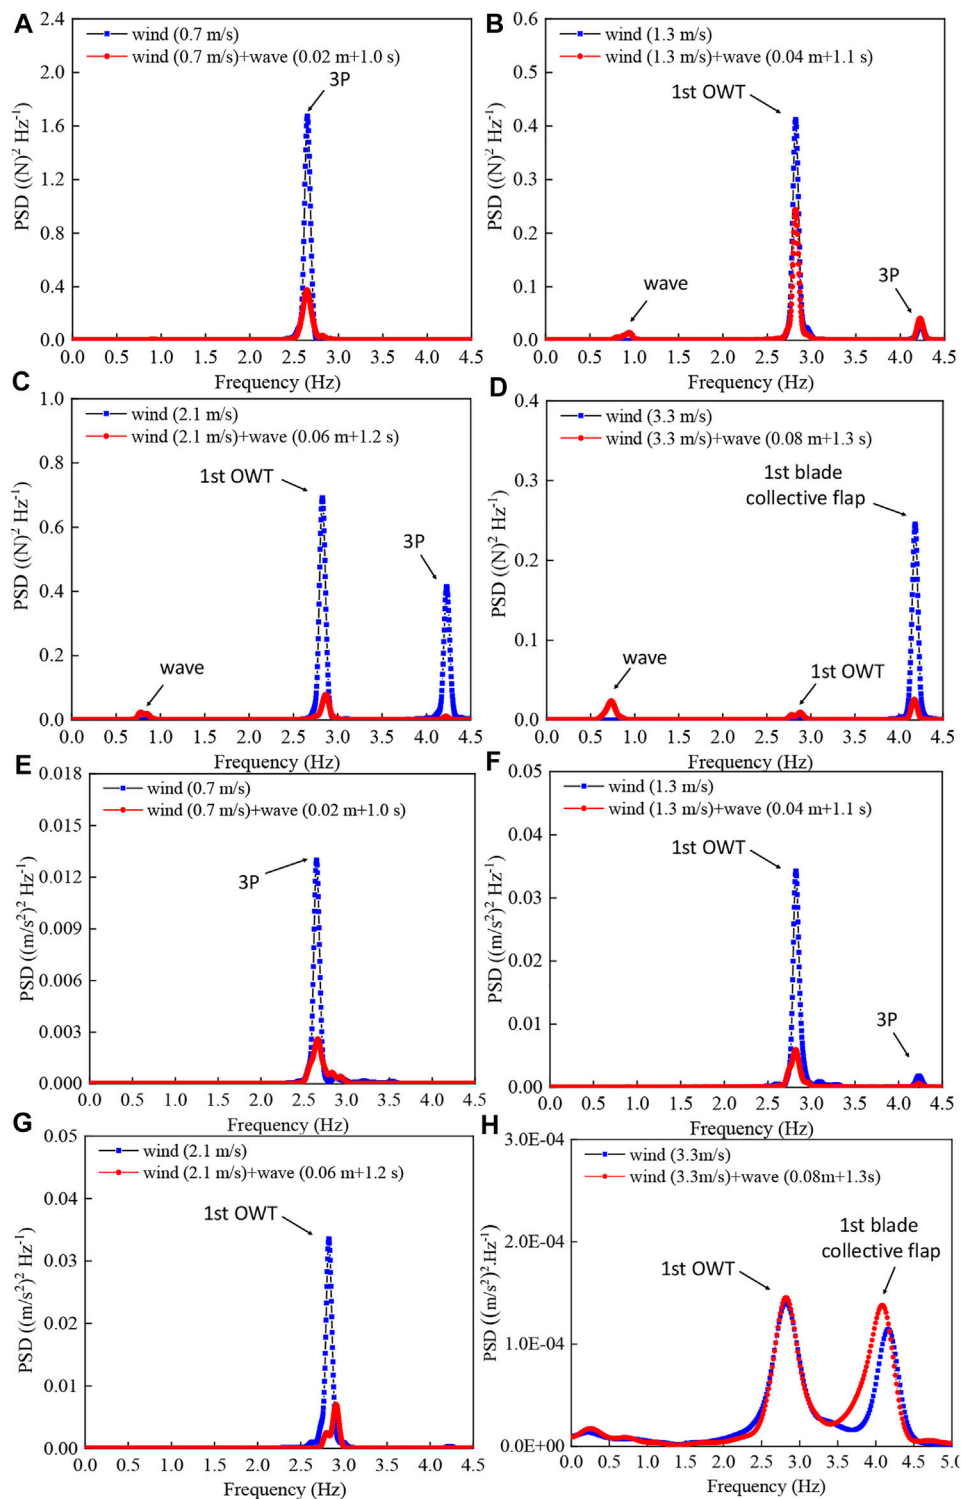 A
wind (0.7 m/s)
wind (0.7 m/s)+wave (0.02 m+1.0 s)
3P
PSD ((N)² Hz⁻¹)
2.4
2.0
1.6
1.2
0.8
0.4
0.0
0.0 0.5 1.0 1.5 2.0 2.5 3.0 3.5 4.0 4.5
Frequency (Hz)
B
wind (1.3 m/s)
wind (1.3 m/s)+wave (0.04 m+1.1 s)
1st OWT
wave
3P
PSD ((N)² Hz⁻¹)
0.6
0.5
0.4
0.3
0.2
0.1
0.0
0.0 0.5 1.0 1.5 2.0 2.5 3.0 3.5 4.0 4.5
Frequency (Hz)
C
wind (2.1 m/s)
wind (2.1 m/s)+wave (0.06 m+1.2 s)
1st OWT
3P
wave
PSD ((N)² Hz⁻¹)
1.0
0.8
0.6
0.4
0.2
0.0
0.0 0.5 1.0 1.5 2.0 2.5 3.0 3.5 4.0 4.5
Frequency (Hz)
D
wind (3.3 m/s)
wind (3.3 m/s)+wave (0.08m+1.3 s)
1st blade
collective flap
wave
1st OWT
PSD ((N)² Hz⁻¹)
0.4
0.3
0.2
0.1
0.0
0.0 0.5 1.0 1.5 2.0 2.5 3.0 3.5 4.0 4.5
Frequency (Hz)
E
wind (0.7 m/s)
wind (0.7 m/s)+wave (0.02 m+1.0 s)
3P
PSD ((m/s²)² Hz⁻¹)
0.018
0.015
0.012
0.009
0.006
0.003
0.000
0.0 0.5 1.0 1.5 2.0 2.5 3.0 3.5 4.0 4.5
Frequency (Hz)
F
wind (1.3 m/s)
wind (1.3 m/s)+wave (0.04 m+1.1 s)
1st OWT
3P
PSD ((m/s²)² Hz⁻¹)
0.05
0.04
0.03
0.02
0.01
0.00
0.0 0.5 1.0 1.5 2.0 2.5 3.0 3.5 4.0 4.5
Frequency (Hz)
G
wind (2.1 m/s)
wind (2.1 m/s)+wave (0.06 m+1.2 s)
1st OWT
PSD ((m/s²)² Hz⁻¹)
0.05
0.04
0.03
0.02
0.01
0.00
0.0 0.5 1.0 1.5 2.0 2.5 3.0 3.5 4.0 4.5
Frequency (Hz)
H
wind (3.3m/s)
wind (3.3m/s)+wave (0.08m+1.3s)
1st blade
collective flap
1st OWT
PSD ((m/s²)².Hz⁻¹)
3.0E-04
2.0E-04
1.0E-04
0.0E+00
0.0 0.5 1.0 1.5 2.0 2.5 3.0 3.5 4.0 4.5 5.0
Frequency (Hz)